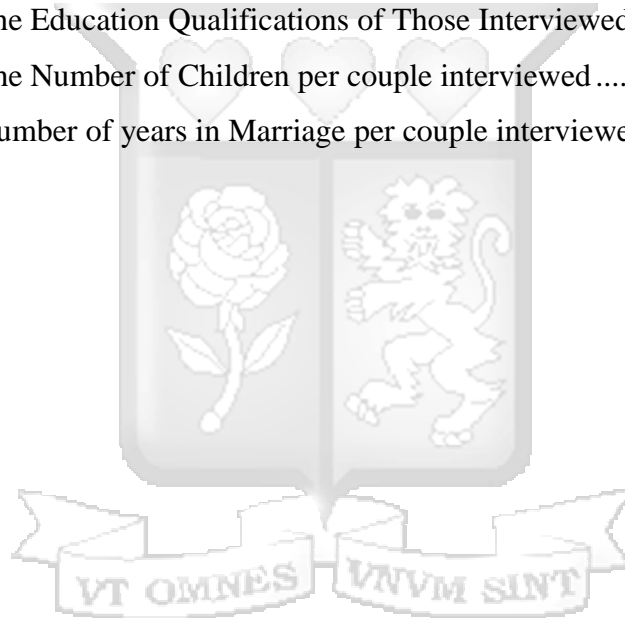 he Education Qualifications of Those Interviewed
he Number of Children per couple interviewed ....
umber of years in Marriage per couple interviewe
VT OMNES VNVM SINT